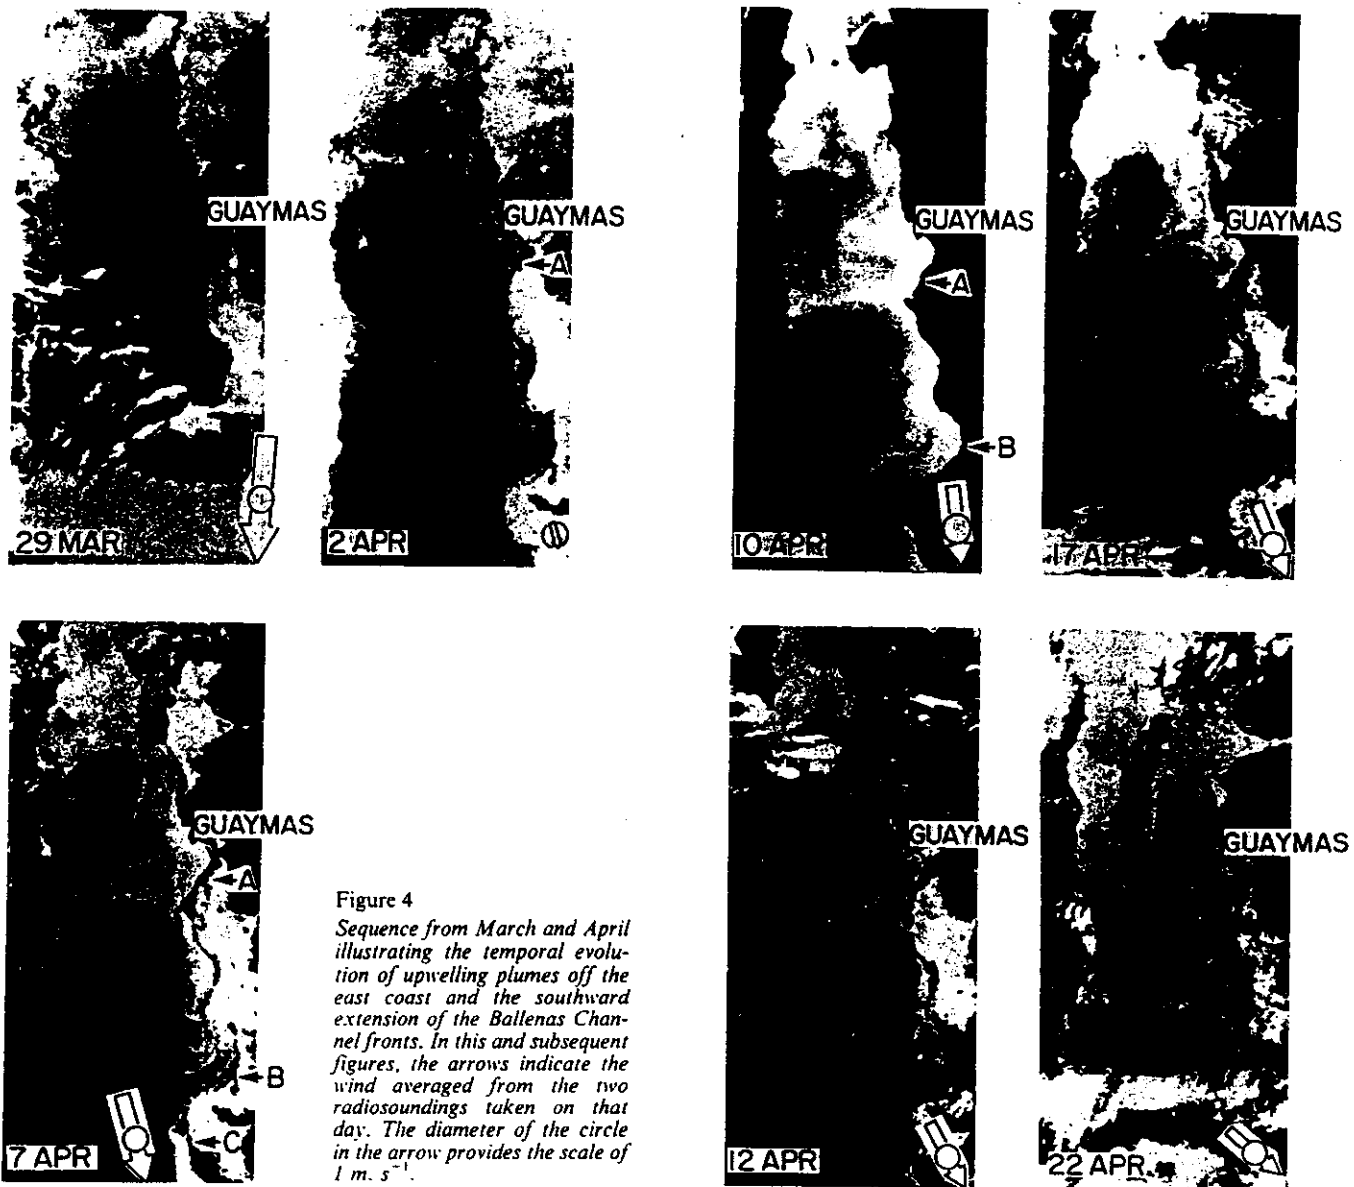 GUAYMAS
29 MAR
GUAYMAS
A
2 APR
GUAYMAS
A
B
10 APR
GUAYMAS
17 APR
GUAYMAS
A
B
C
7 APR
Figure 4
Sequence from March and April
illustrating the temporal evolu-
tion of upwelling plumes off the
east coast and the southward
extension of the Ballenas Chan-
nel fronts. In this and subsequent
figures, the arrows indicate the
wind averaged from the two
radiosoundings taken on that
day. The diameter of the circle
in the arrow provides the scale of
1 m. s⁻¹.
GUAYMAS
12 APR
GUAYMAS
22 APR